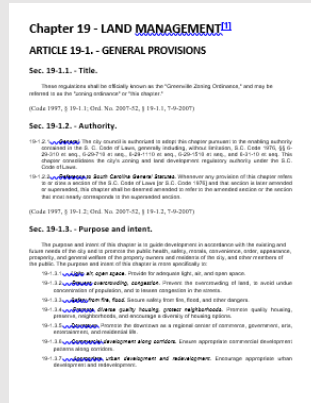 Chapter 19 - LAND MANAGEMENT[1]
ARTICLE 19-1. - GENERAL PROVISIONS
Sec. 19-1.1. - Title.
These regulations shall be officially known as the "Greenville Zoning Ordinance," and may be
referred to as the "zoning ordinance" or "this chapter."
(Code 1997, § 19-1.1; Ord. No. 2007-52, § 19-1.1, 7-9-2007)
Sec. 19-1.2. - Authority.
19-1.2.1 General. The city council is authorized to adopt this chapter pursuant to the enabling authority
contained in the S. C. Code of Laws, generally including, without limitation, S.C. Code 1976, §§ 6-
29-310 et seq., 6-29-710 et seq., 6-29-1110 et seq., 6-29-1510 et seq., and 6-31-10 et seq. This
chapter consolidates the city's zoning and land development regulatory authority under the S.C.
Code of Laws.
19-1.2.2 References to South Carolina General Statutes. Whenever any provision of this chapter refers
to or cites a section of the S.C. Code of Laws [or S.C. Code 1976] and that section is later amended
or superseded, this chapter shall be deemed amended to refer to the amended section or the section
that most nearly corresponds to the superseded section.
(Code 1997, § 19-1.2; Ord. No. 2007-52, § 19-1.2, 7-9-2007)
Sec. 19-1.3. - Purpose and intent.
The purpose and intent of this chapter is to guide development in accordance with the existing and
future needs of the city and to promote the public health, safety, morals, convenience, order, appearance,
prosperity, and general welfare of the property owners and residents of the city, and other members of
the public. The purpose and intent of this chapter is more specifically to:
19-1.3.1 Light, air, open space. Provide for adequate light, air, and open space.
19-1.3.2 Prevent overcrowding, congestion. Prevent the overcrowding of land, to avoid undue
concentration of population, and to lessen congestion in the streets.
19-1.3.3 Safety from fire, flood. Secure safety from fire, flood, and other dangers.
19-1.3.4 diverse quality housing, protect neighborhoods. Promote quality housing,
preserve, neighborhoods, and encourage a diversity of housing options.
19-1.3.5 Downtown. Promote the downtown as a regional center of commerce, government, arts,
entertainment, and residential life.
19-1.3.6 Commercial development along corridors. Ensure appropriate commercial development
patterns along corridors.
19-1.3.7 Appropriate urban development and redevelopment. Encourage appropriate urban
development and redevelopment.